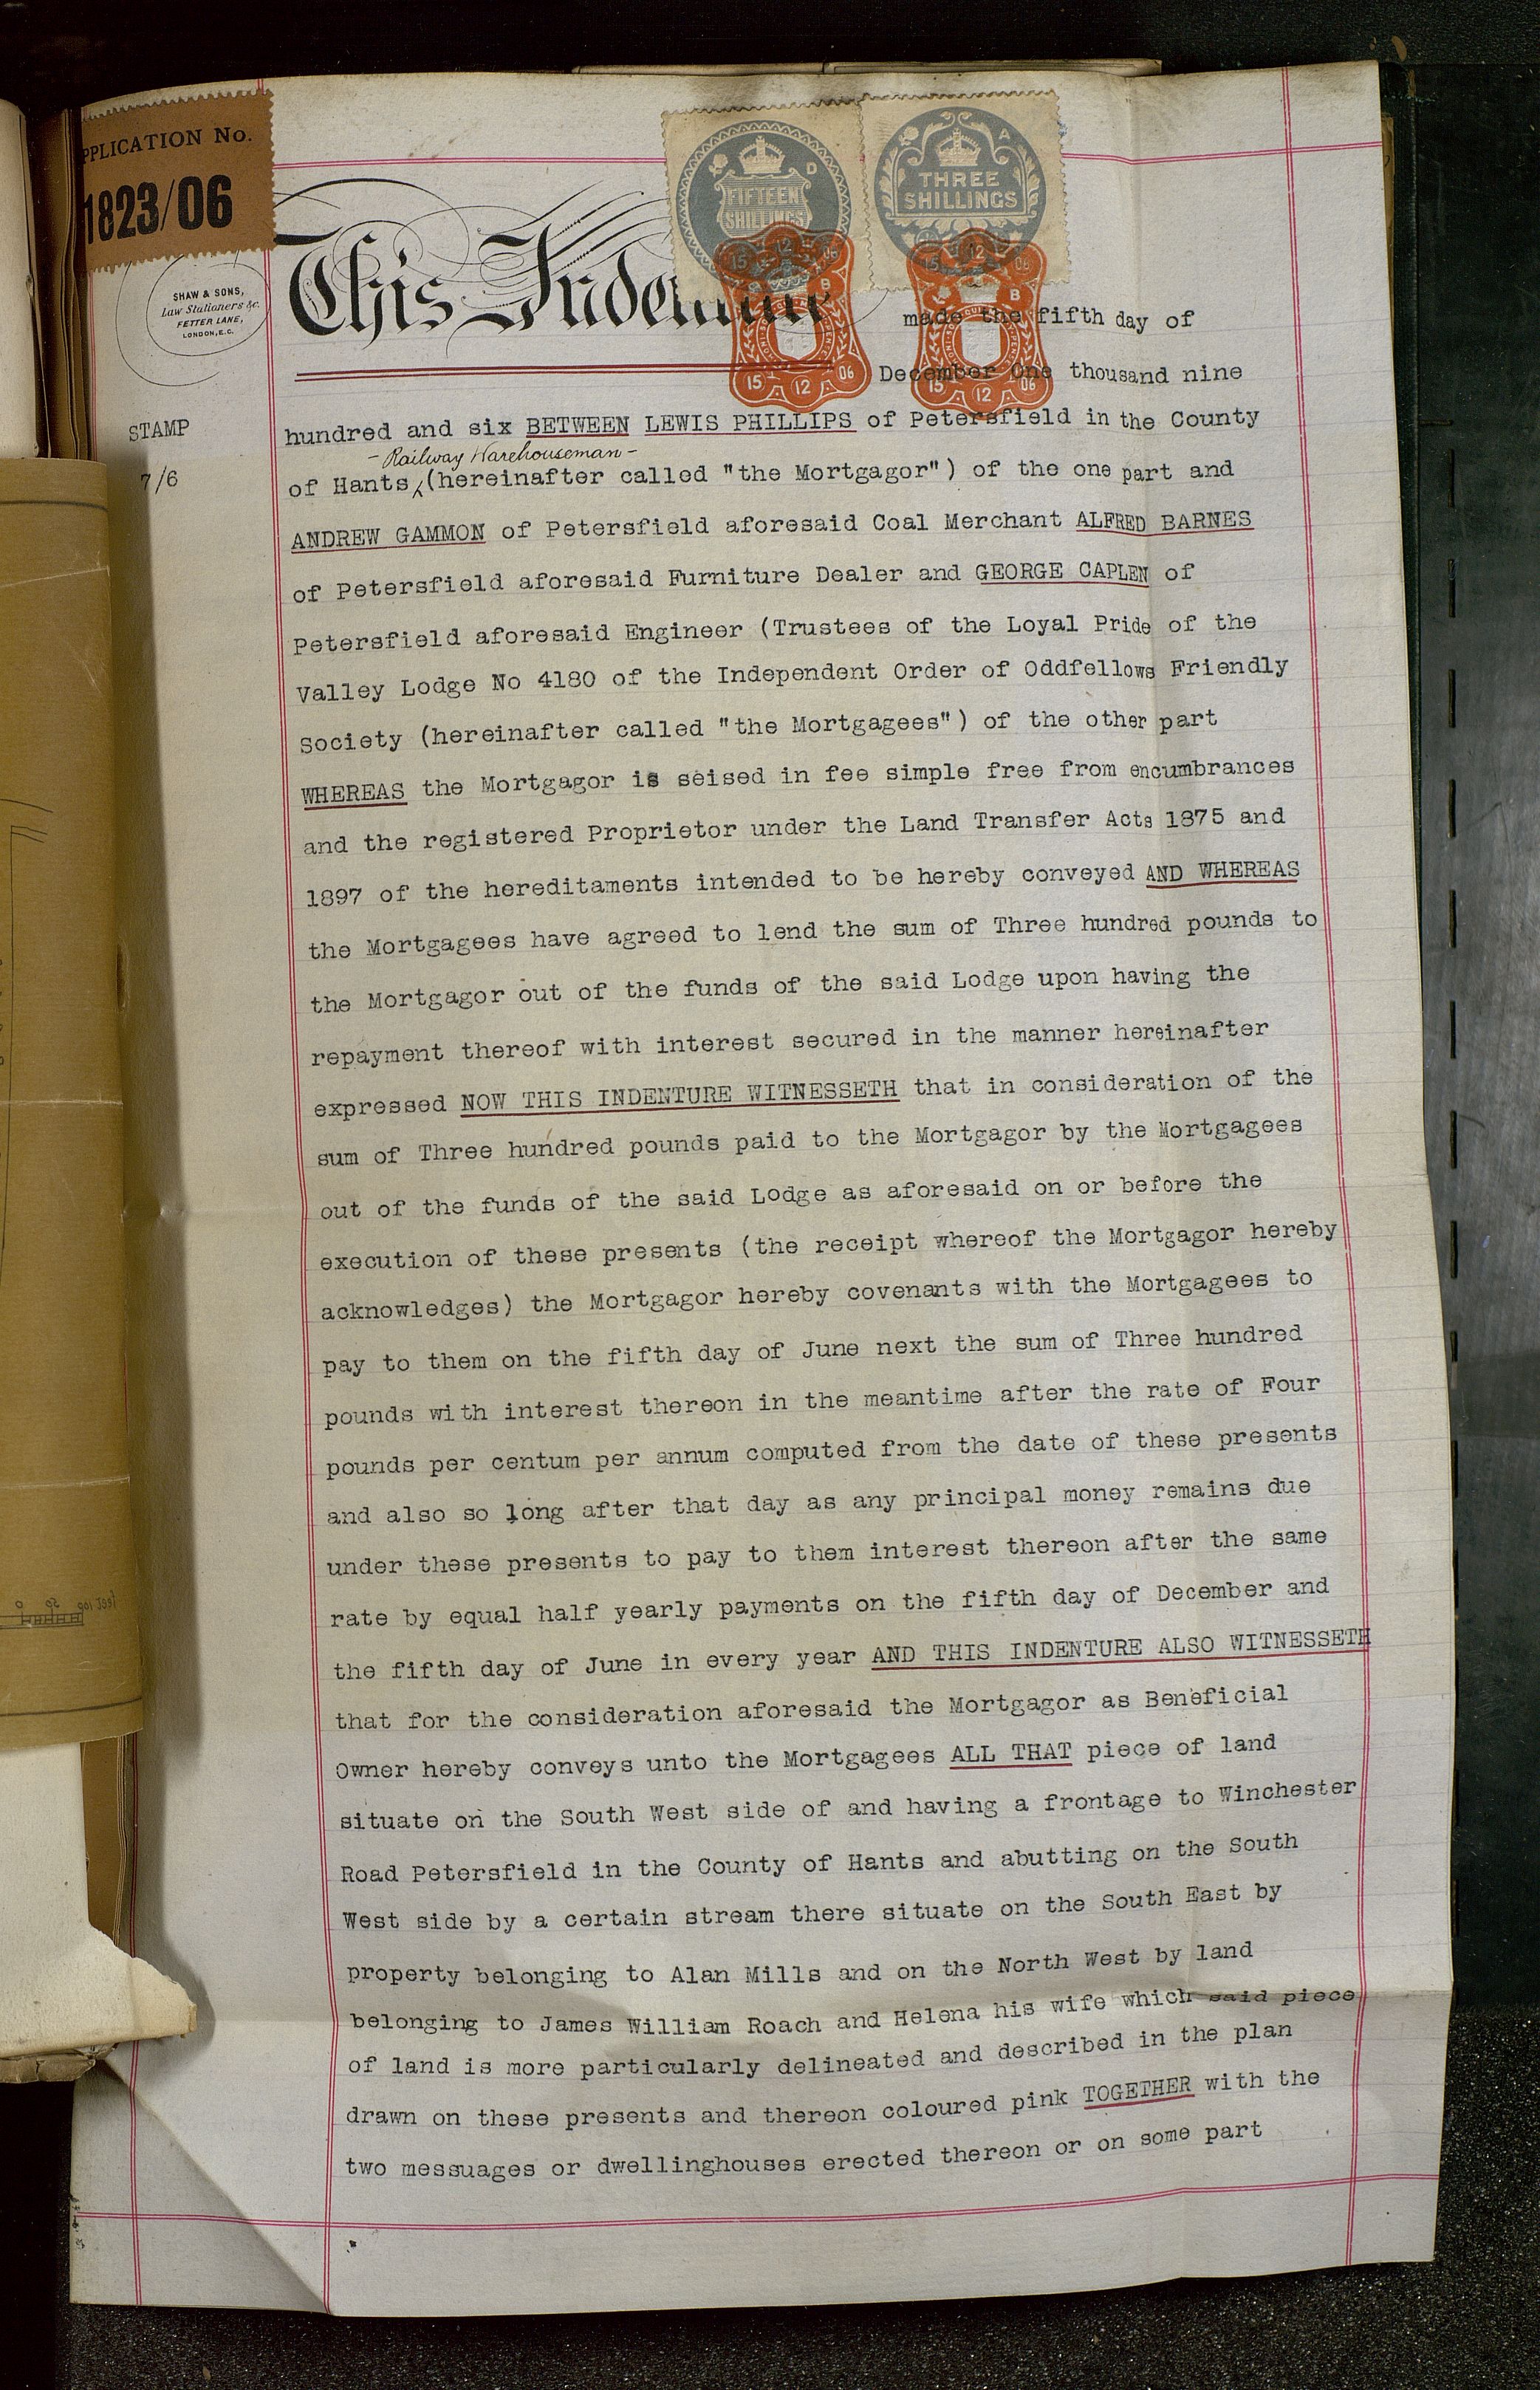 APPLICATION No.
1823/06
SHAW & SONS,
Law Stationers &c.
FETTER LANE,
LONDON, E.C.
FIFTEEN
SHILLINGS
D
THREE
SHILLINGS
A
15 12 06
B
15 12 06
15 12 06
B
15 12 06
This Indenture made the fifth day of
December One thousand nine
STAMP
7/6
hundred and six BETWEEN LEWIS PHILLIPS of Petersfield in the County
- Railway Warehouseman -
of Hants (hereinafter called "the Mortgagor") of the one part and
ANDREW GAMMON of Petersfield aforesaid Coal Merchant ALFRED BARNES
of Petersfield aforesaid Furniture Dealer and GEORGE CAPLEN of
Petersfield aforesaid Engineer (Trustees of the Loyal Pride of the
Valley Lodge No 4180 of the Independent Order of Oddfellows Friendly
Society (hereinafter called "the Mortgagees") of the other part
WHEREAS the Mortgagor is seised in fee simple free from encumbrances
and the registered Proprietor under the Land Transfer Acts 1875 and
1897 of the hereditaments intended to be hereby conveyed AND WHEREAS
the Mortgagees have agreed to lend the sum of Three hundred pounds to
the Mortgagor out of the funds of the said Lodge upon having the
repayment thereof with interest secured in the manner hereinafter
expressed NOW THIS INDENTURE WITNESSETH that in consideration of the
sum of Three hundred pounds paid to the Mortgagor by the Mortgagees
out of the funds of the said Lodge as aforesaid on or before the
execution of these presents (the receipt whereof the Mortgagor hereby
acknowledges) the Mortgagor hereby covenants with the Mortgagees to
pay to them on the fifth day of June next the sum of Three hundred
pounds with interest thereon in the meantime after the rate of Four
pounds per centum per annum computed from the date of these presents
and also so long after that day as any principal money remains due
under these presents to pay to them interest thereon after the same
rate by equal half yearly payments on the fifth day of December and
the fifth day of June in every year AND THIS INDENTURE ALSO WITNESSETH
that for the consideration aforesaid the Mortgagor as Beneficial
Owner hereby conveys unto the Mortgagees ALL THAT piece of land
situate on the South West side of and having a frontage to Winchester
Road Petersfield in the County of Hants and abutting on the South
West side by a certain stream there situate on the South East by
property belonging to Alan Mills and on the North West by land
belonging to James William Roach and Helena his wife which said piece
of land is more particularly delineated and described in the plan
drawn on these presents and thereon coloured pink TOGETHER with the
two messuages or dwellinghouses erected thereon or on some part